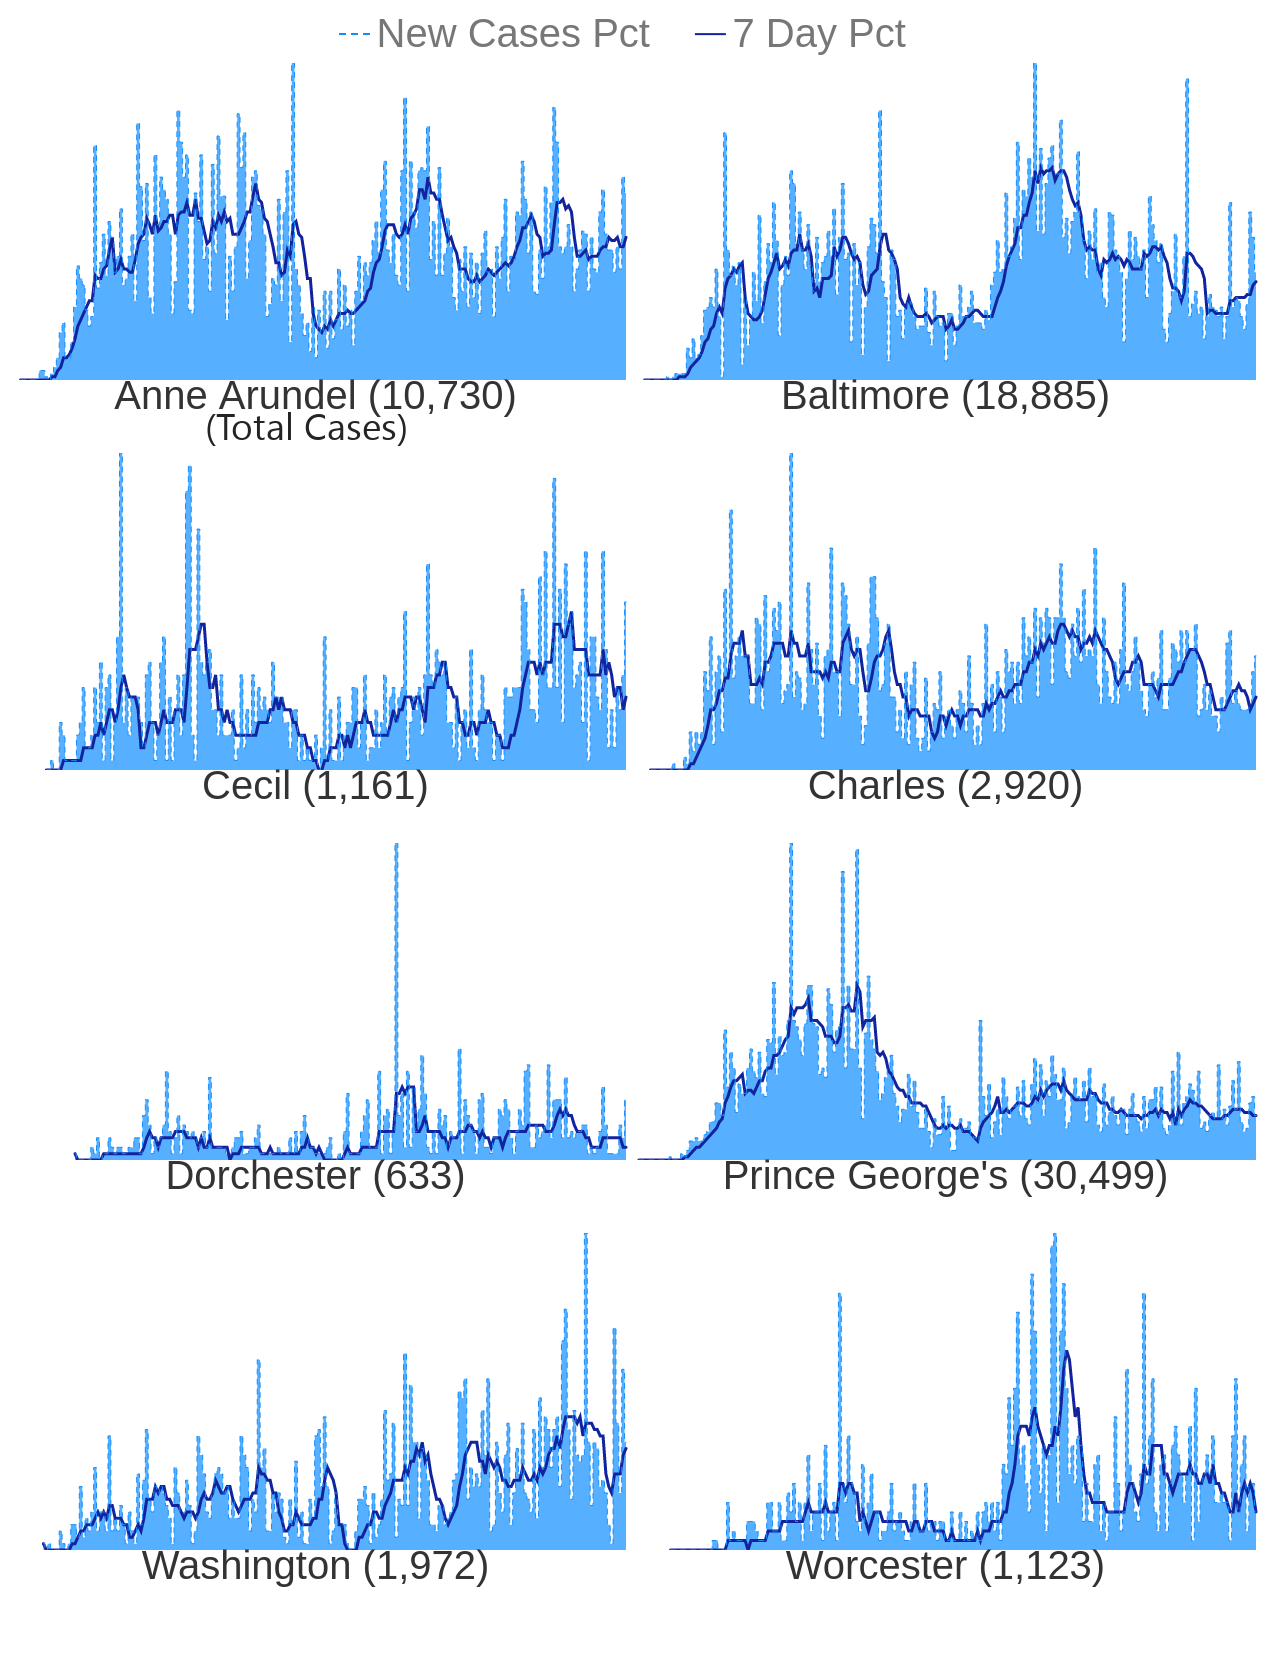 New Cases Pct 7 Day Pct
Anne Arundel (10,730) Baltimore (18,885)
(Total Cases)
Cecil (1,161) Charles (2,920)
Dorchester (633) Prince George's (30,499)
Washington (1,972) Worcester (1,123)